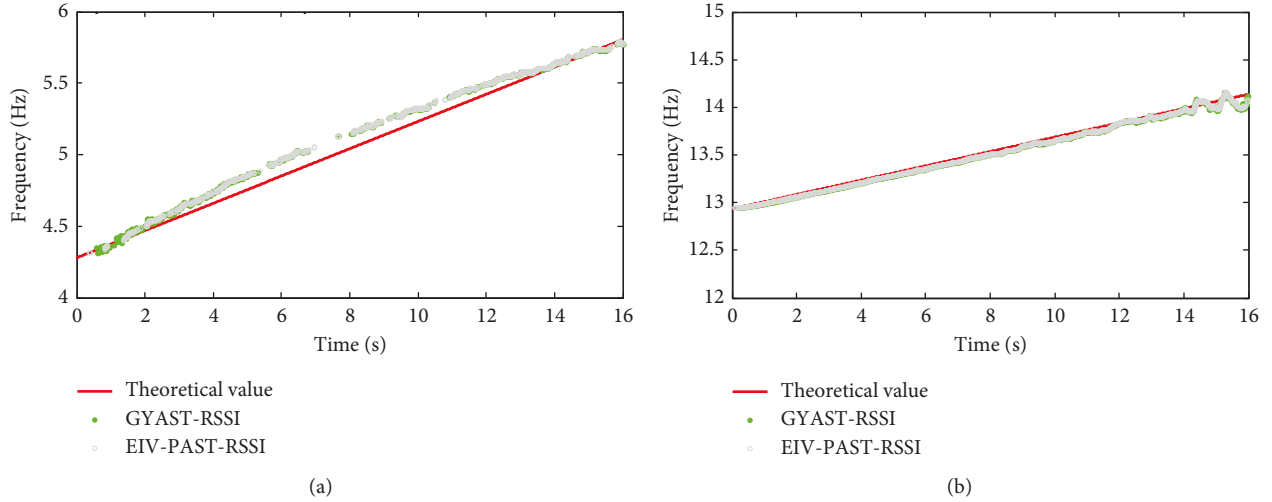 6
5.5
5
4.5
4
Frequency (Hz)
0 2 4 6 8 10 12 14 16
Time (s)
Theoretical value
GYAST-RSSI
EIV-PAST-RSSI
(a)
15
14.5
14
13.5
13
12.5
12
Frequency (Hz)
0 2 4 6 8 10 12 14 16
Time (s)
Theoretical value
GYAST-RSSI
EIV-PAST-RSSI
(b)